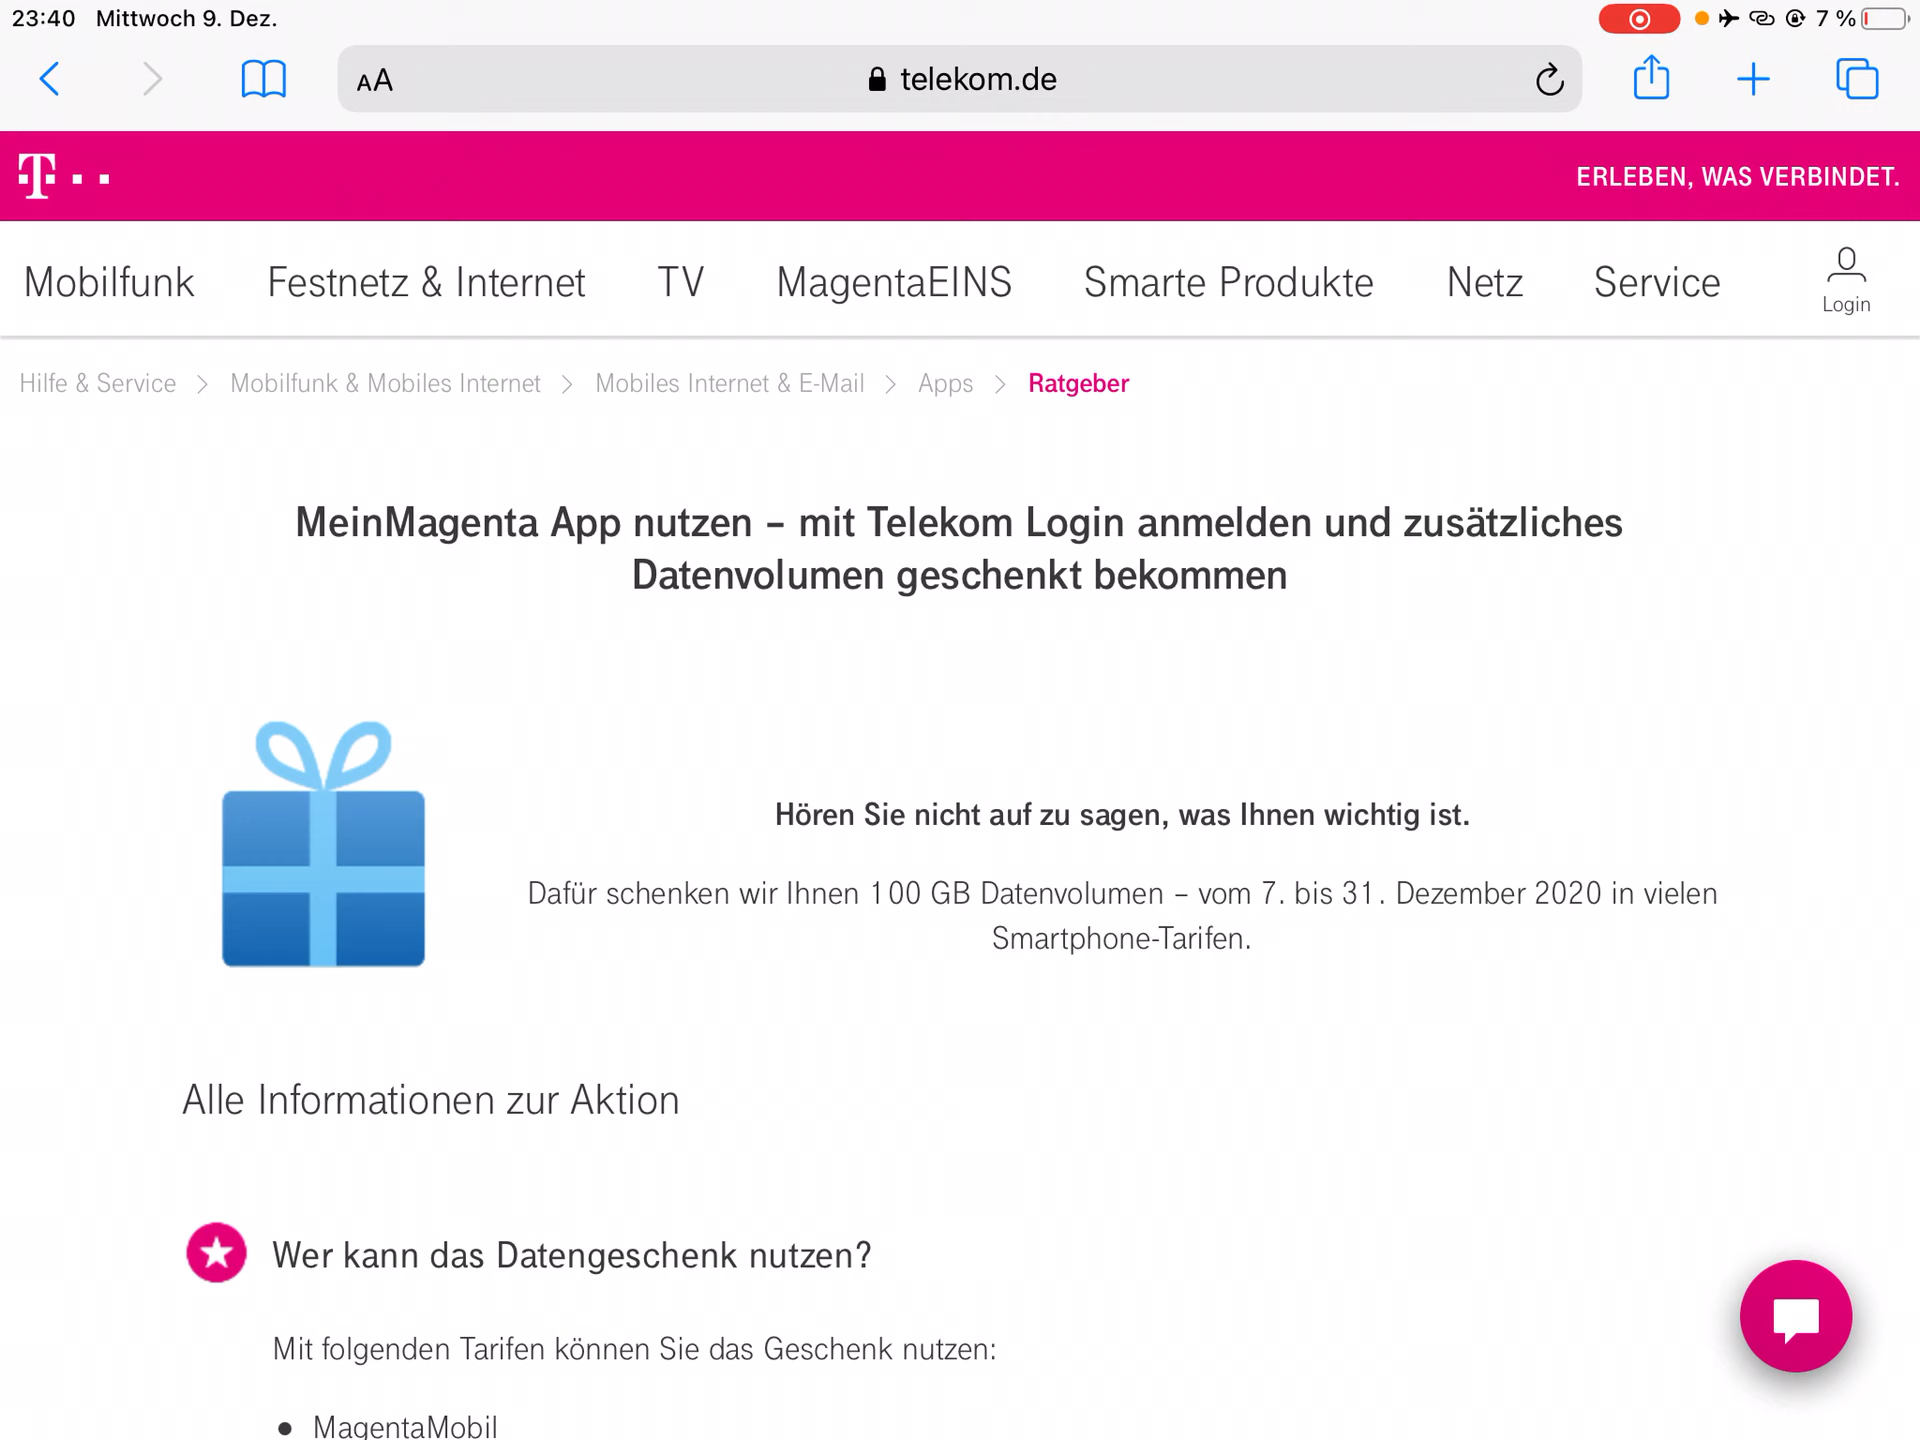 23:40 Mittwoch 9. Dez.
7 %
AA
telekom.de
T
ERLEBEN, WAS VERBINDET.
Mobilfunk
Festnetz & Internet
TV
MagentaEINS
Smarte Produkte
Netz
Service
Login
Hilfe & Service > Mobilfunk & Mobiles Internet > Mobiles Internet & E-Mail > Apps > Ratgeber
MeinMagenta App nutzen – mit Telekom Login anmelden und zusätzliches
Datenvolumen geschenkt bekommen
Hören Sie nicht auf zu sagen, was Ihnen wichtig ist.
Dafür schenken wir Ihnen 100 GB Datenvolumen – vom 7. bis 31. Dezember 2020 in vielen
Smartphone-Tarifen.
Alle Informationen zur Aktion
Wer kann das Datengeschenk nutzen?
Mit folgenden Tarifen können Sie das Geschenk nutzen:
● MagentaMobil